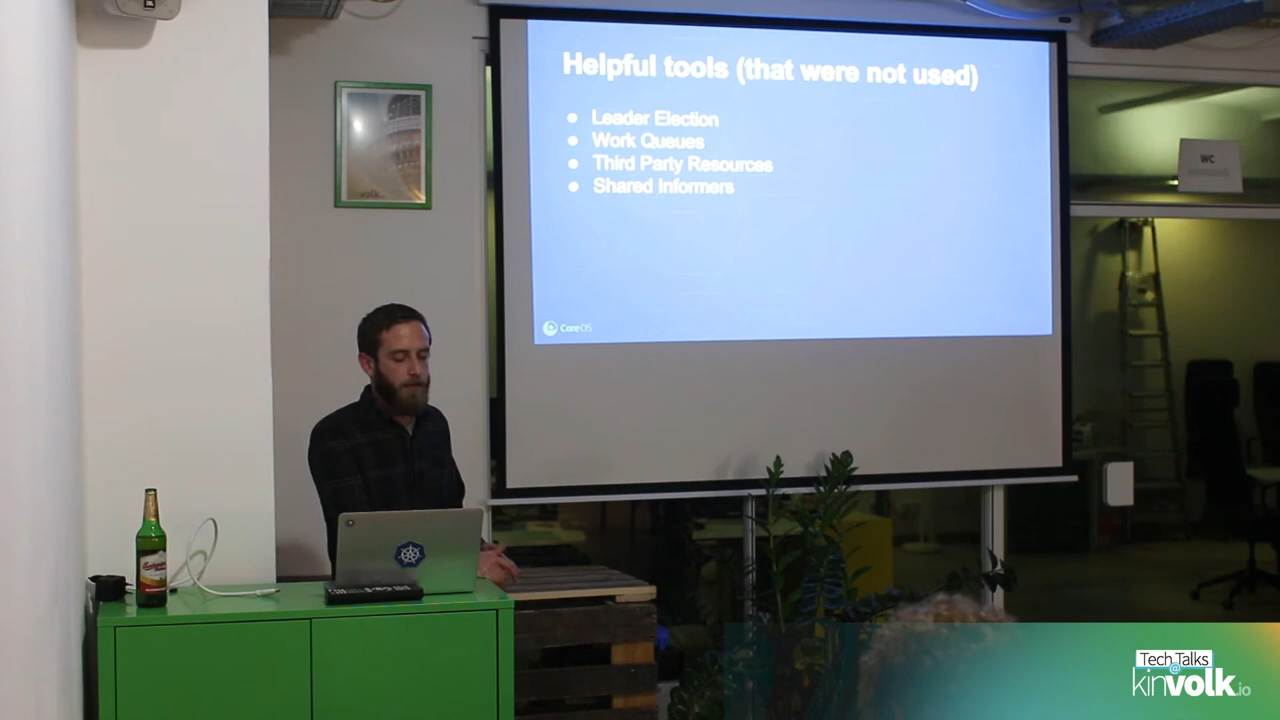 Helpful tools (that were not used)
● Leader Election
● Work Queues
● Third Party Resources
● Shared Informers
CoreOS
WC
volk
Tech Talks
@
kinvolk.io